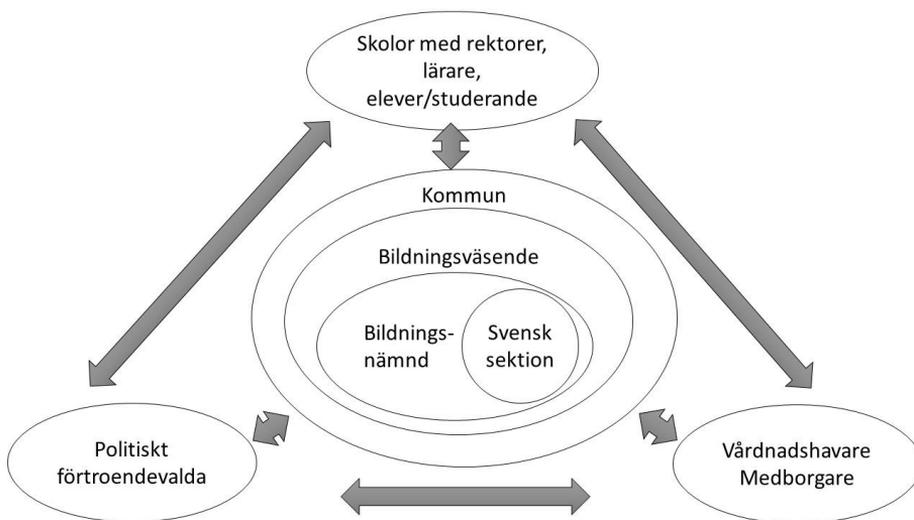 Skolor med rektorer,
lärare,
elever/studerande
Kommun
Bildningsväsende
Bildnings-
nämnd
Svensk
sektion
Politiskt
förtroendevalda
Vårdnadshavare
Medborgare